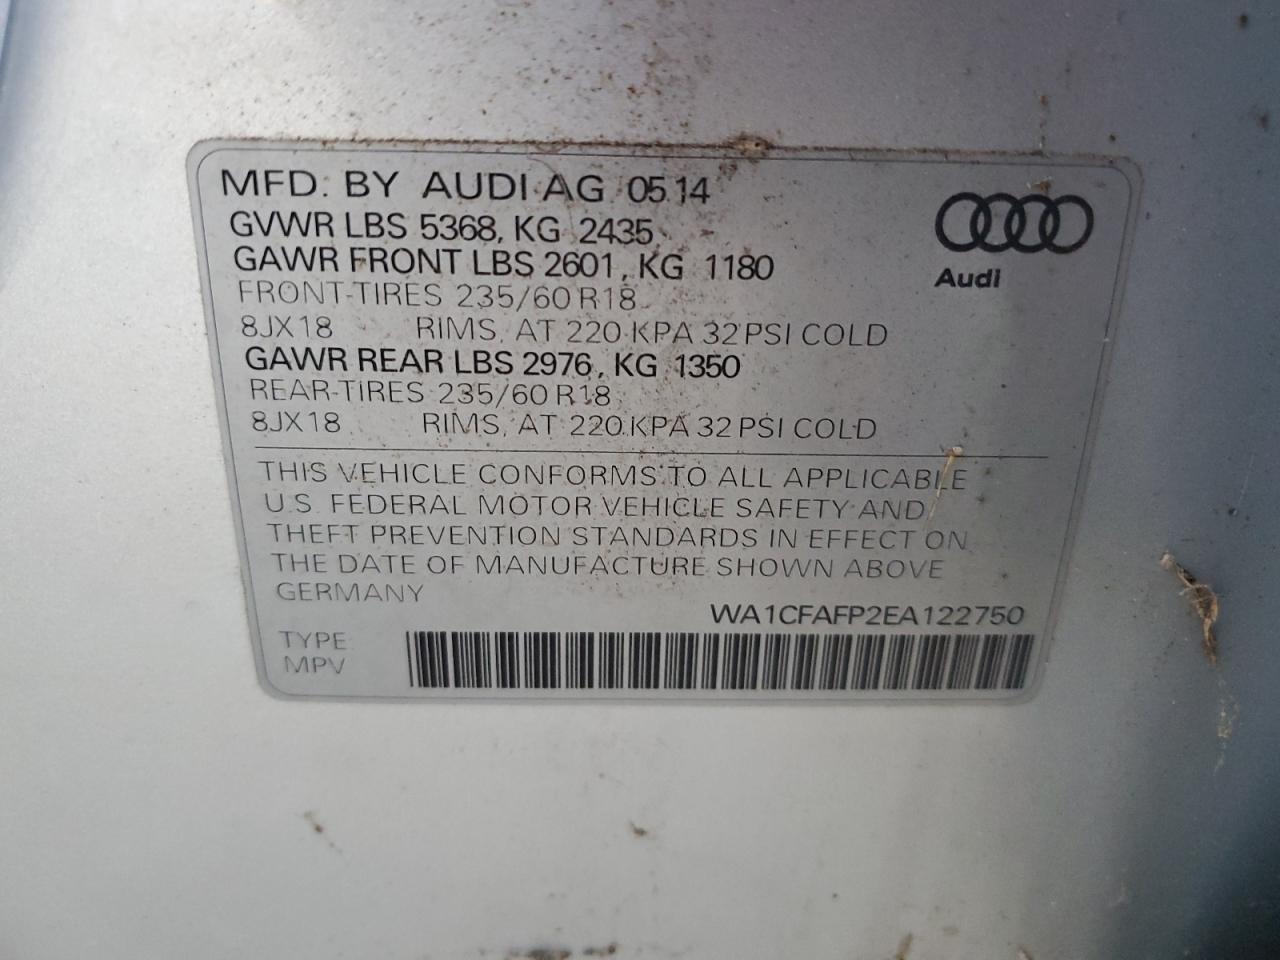 MFD. BY AUDI AG 05.14
GVWR LBS 5368, KG 2435
GAWR FRONT LBS 2601, KG 1180
FRONT-TIRES 235/60 R18
8JX18 RIMS, AT 220 KPA 32 PSI COLD
GAWR REAR LBS 2976, KG 1350
REAR-TIRES 235/60 R18
8JX18 RIMS, AT 220 KPA 32 PSI COLD
Audi
THIS VEHICLE CONFORMS TO ALL APPLICABLE
U.S. FEDERAL MOTOR VEHICLE SAFETY AND
THEFT PREVENTION STANDARDS IN EFFECT ON
THE DATE OF MANUFACTURE SHOWN ABOVE
GERMANY
WA1CFAFP2EA122750
TYPE
MPV